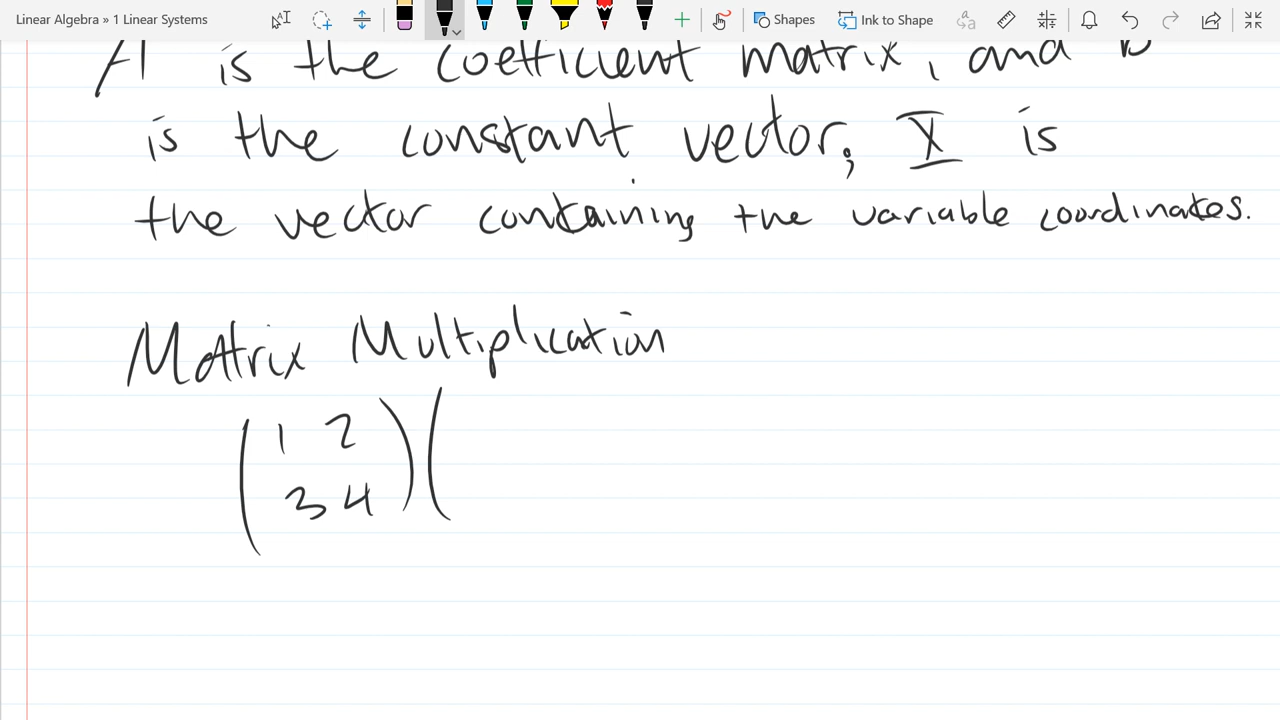 Linear Algebra » 1 Linear Systems
Shapes
Ink to Shape
A is the coefficient matrix, and b
is the constant vector; X is
the vector containing the variable coordinates.
Matrix Multiplication
( 1 2 ) (
3 4